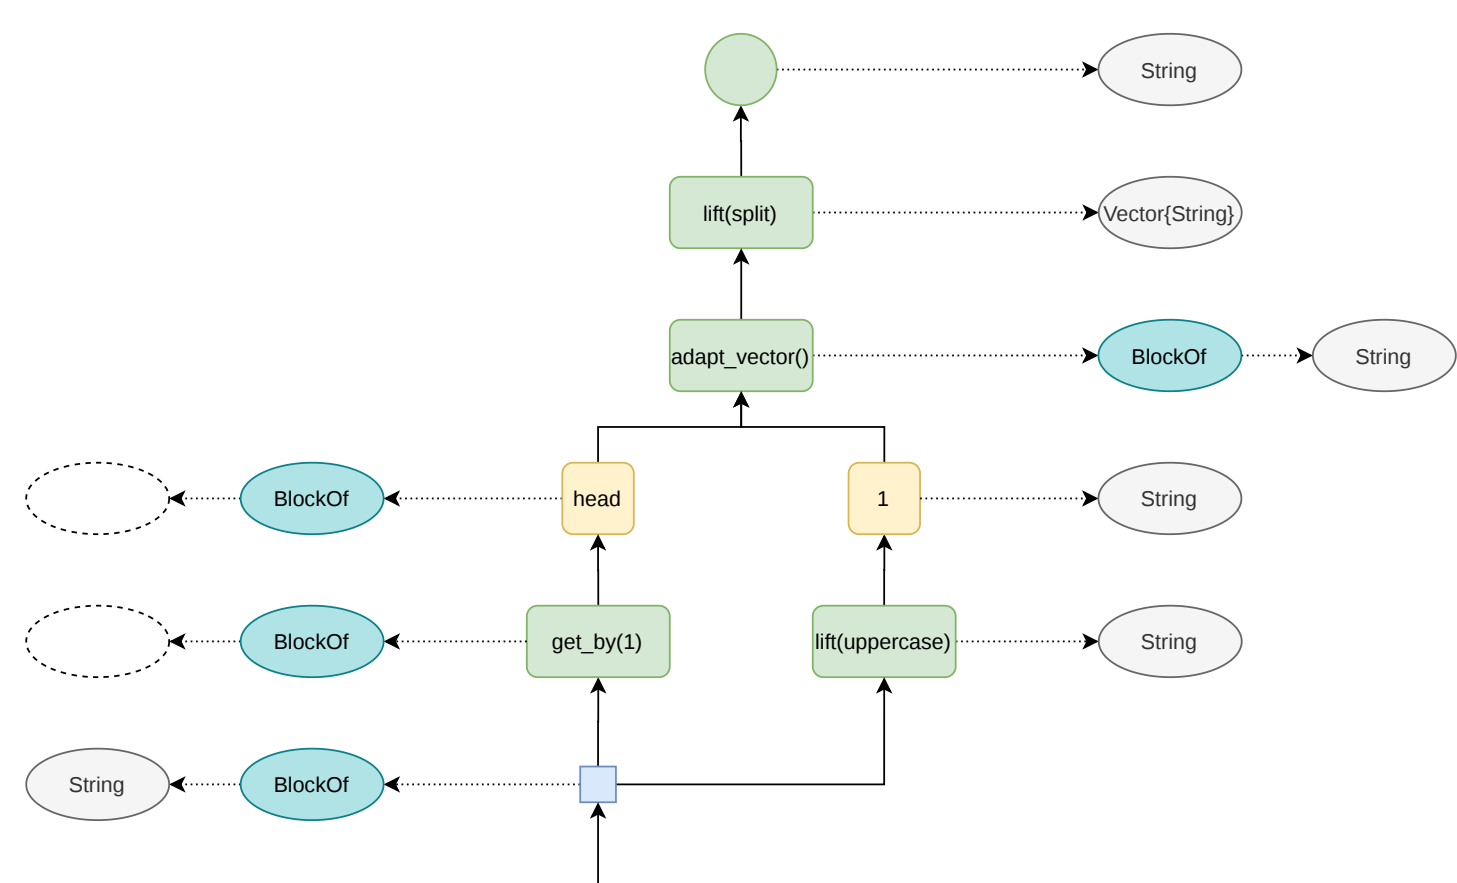 String
lift(split)
Vector{String}
adapt_vector()
BlockOf
String
BlockOf
head
1
String
BlockOf
get_by(1)
lift(uppercase)
String
String
BlockOf